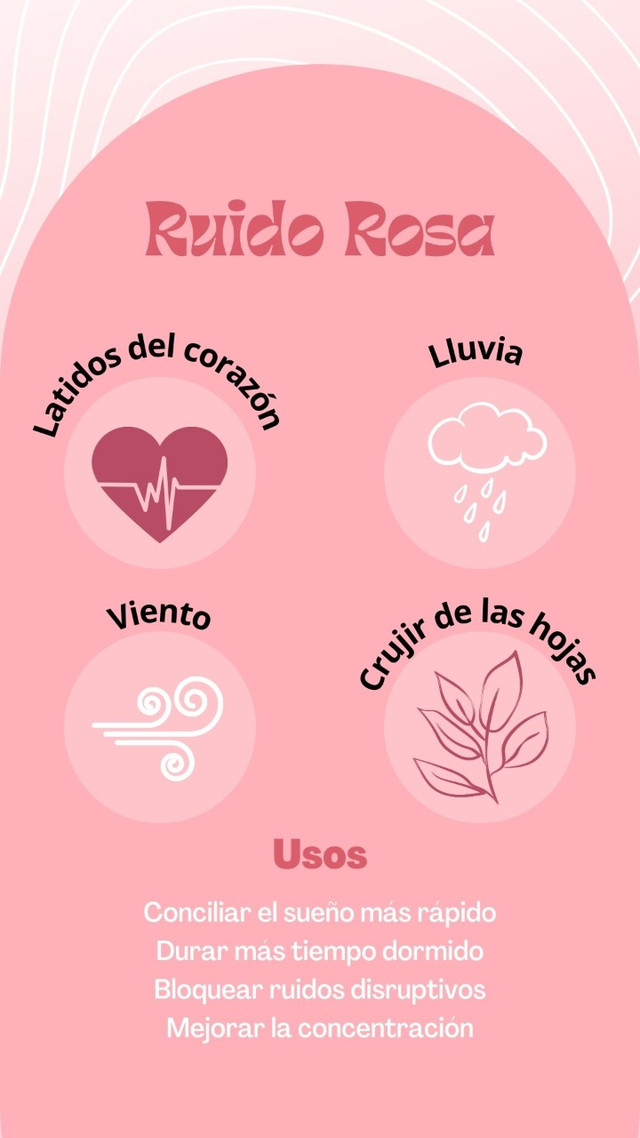 Ruido Rosa
Latidos del corazón
Lluvia
Viento
Crujir de las hojas
Usos
Conciliar el sueño más rápido
Durar más tiempo dormido
Bloquear ruidos disruptivos
Mejorar la concentración